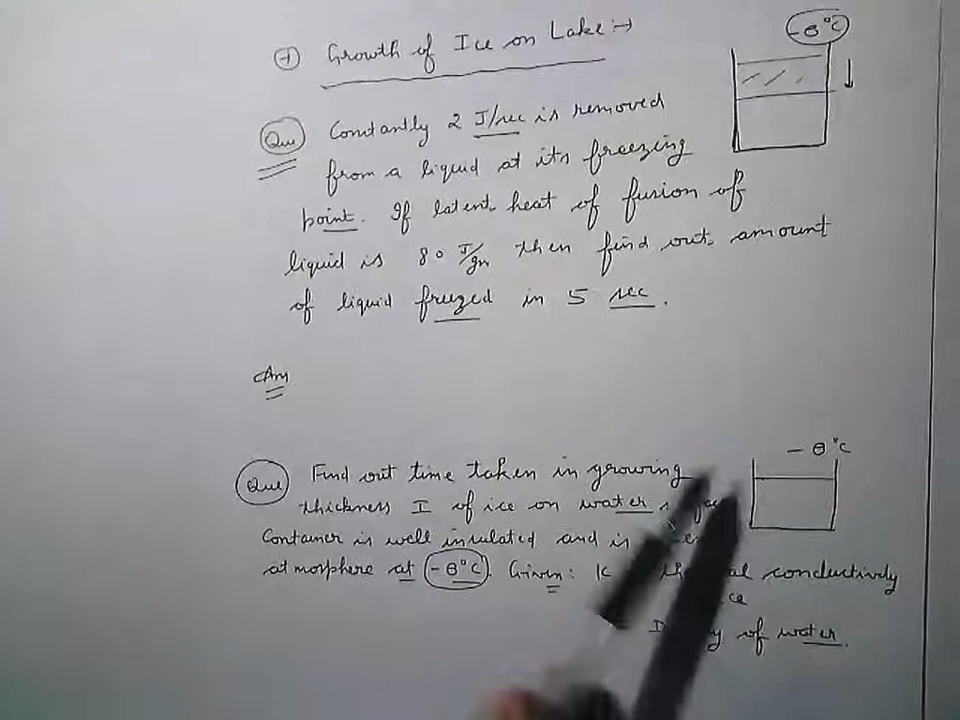 7 Growth of Ice on Lake:→
-θ°C
Que Constantly 2 J/sec is removed
from a liquid at its freezing
point. If latent heat of fusion of
liquid is 80 J/gm then find out amount
of liquid freezed in 5 sec.
Ans
Que Find out time taken in growing
-θ°C
thickness I of ice on water
Container is well insulated and is
atmosphere at -θ°C. Given: K conductively
of water.